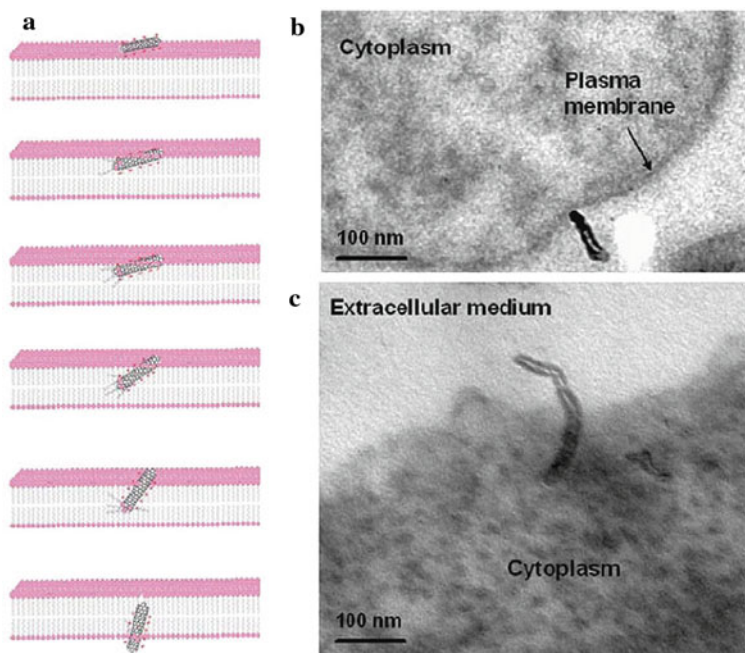 a
b
Cytoplasm
Plasma
membrane
100 nm
c
Extracellular medium
Cytoplasm
100 nm